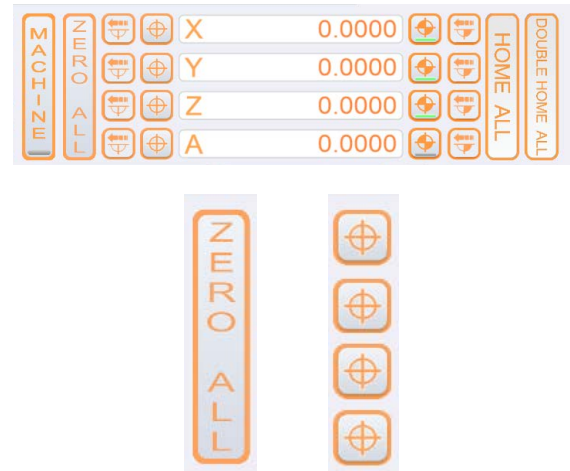 MACHINE
ZERO ALL
X 0.0000
Y 0.0000
Z 0.0000
A 0.0000
HOME ALL
DOUBLE HOME ALL
ZERO ALL